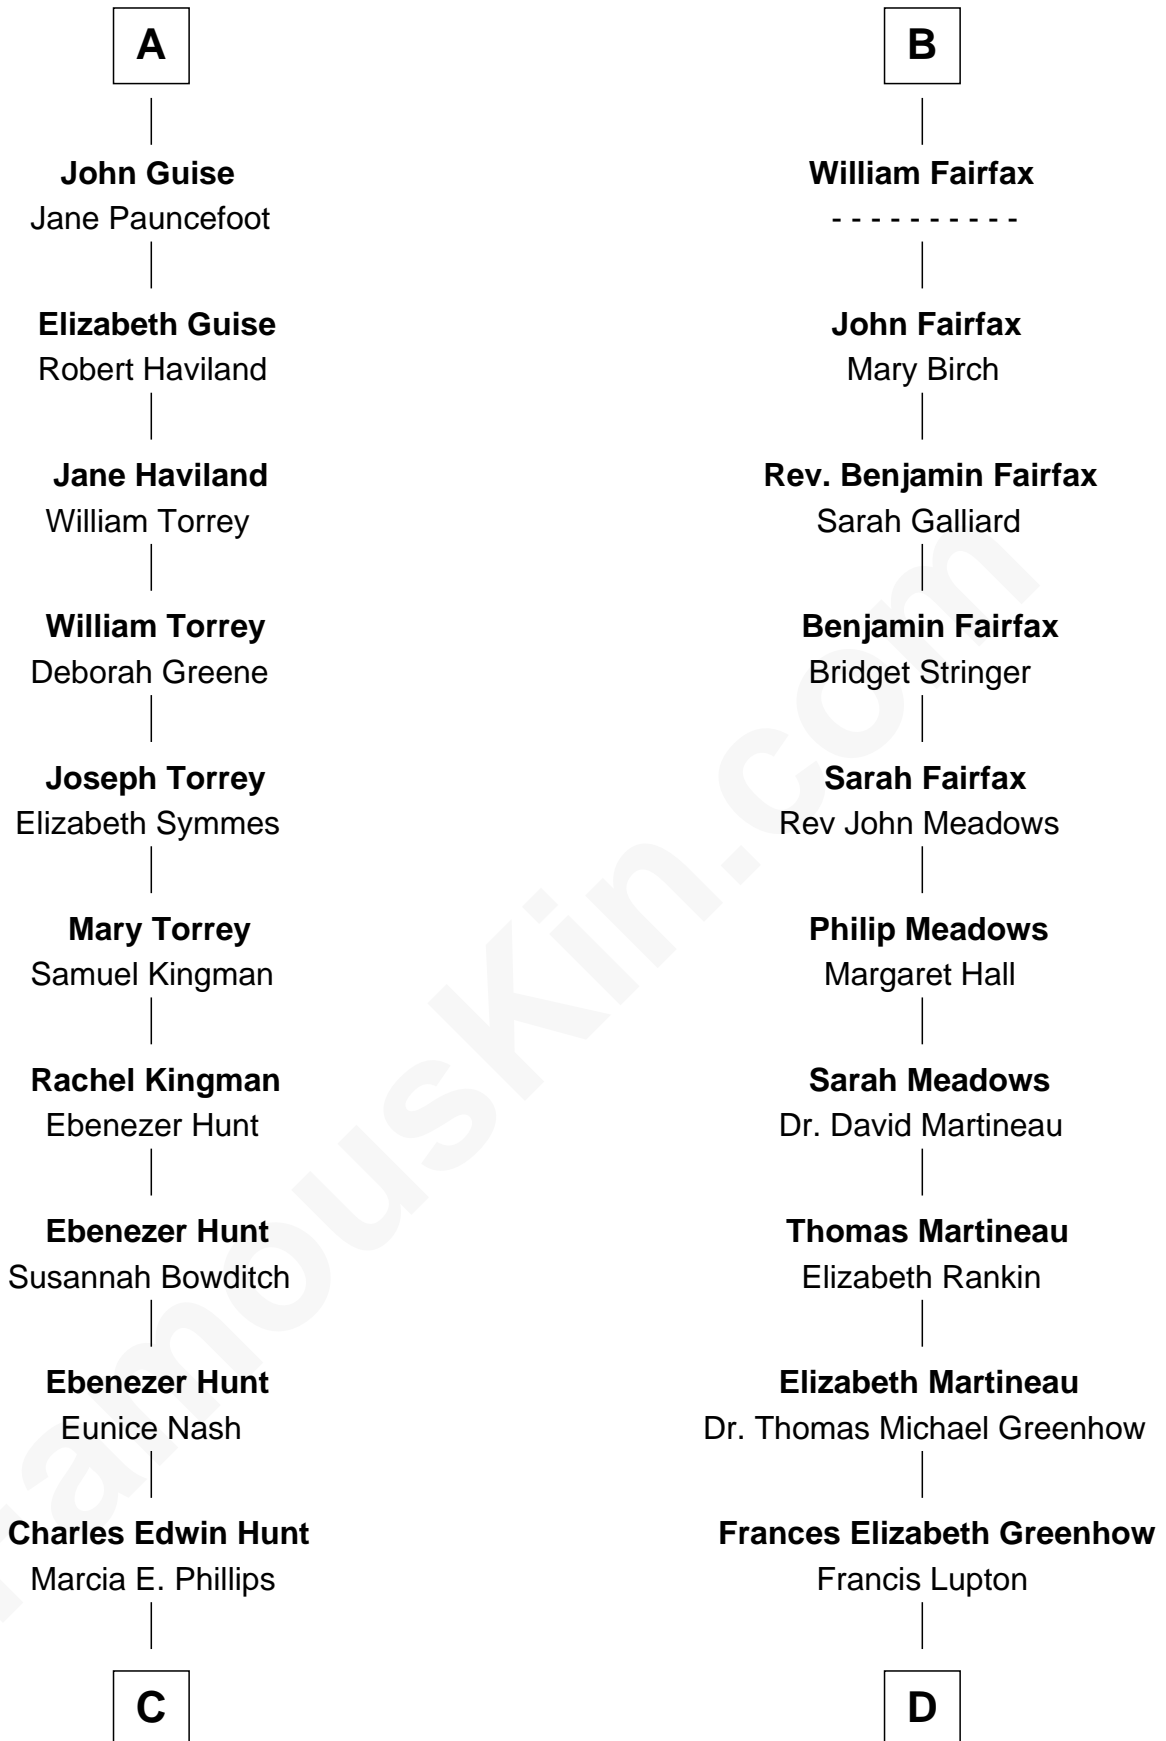 A
John Guise
Jane Pauncefoot
Elizabeth Guise
Robert Haviland
Jane Haviland
William Torrey
William Torrey
Deborah Greene
Joseph Torrey
Elizabeth Symmes
Mary Torrey
Samuel Kingman
Rachel Kingman
Ebenezer Hunt
Ebenezer Hunt
Susannah Bowditch
Ebenezer Hunt
Eunice Nash
Charles Edwin Hunt
Marcia E. Phillips
C
B
William Fairfax
- - - - - - - - - -
John Fairfax
Mary Birch
Rev. Benjamin Fairfax
Sarah Galliard
Benjamin Fairfax
Bridget Stringer
Sarah Fairfax
Rev John Meadows
Philip Meadows
Margaret Hall
Sarah Meadows
Dr. David Martineau
Thomas Martineau
Elizabeth Rankin
Elizabeth Martineau
Dr. Thomas Michael Greenhow
Frances Elizabeth Greenhow
Francis Lupton
D
FamousKin.com